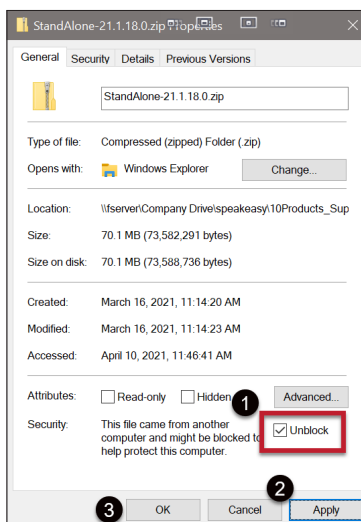 StandAlone-21.1.18.0.zip Properties
General Security Details Previous Versions
StandAlone-21.1.18.0.zip
Type of file: Compressed (zipped) Folder (.zip)
Opens with: Windows Explorer Change...
Location: \\fserver\Company Drive\speakeasy\10Products_Sup
Size: 70.1 MB (73,582,291 bytes)
Size on disk: 70.1 MB (73,588,736 bytes)
Created: March 16, 2021, 11:14:20 AM
Modified: March 16, 2021, 11:14:23 AM
Accessed: April 10, 2021, 11:46:41 AM
Attributes: Read-only Hidden 1 Advanced...
Security: This file came from another
computer and might be blocked to Unblock
help protect this computer.
2
3 OK Cancel Apply